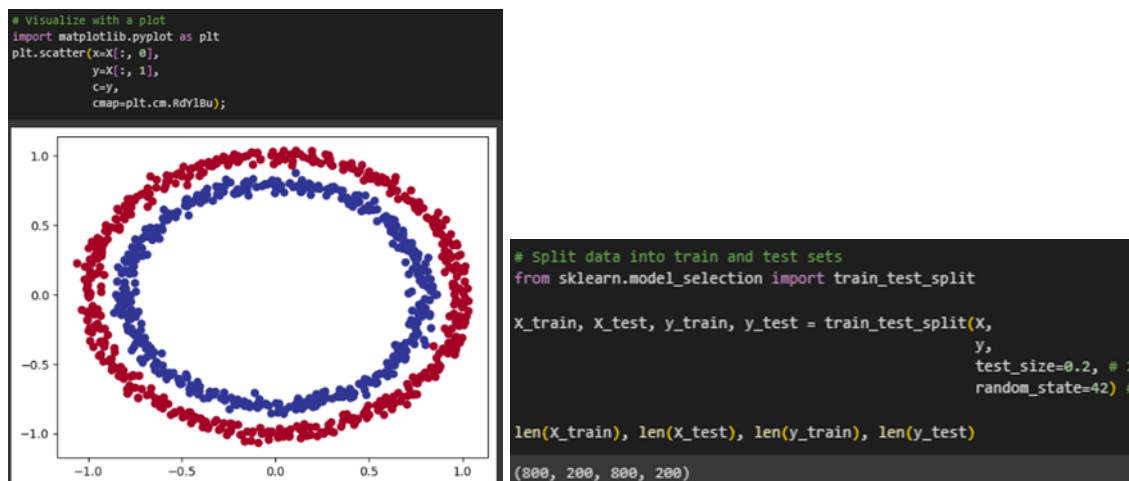 # Visualize with a plot
import matplotlib.pyplot as plt
plt.scatter(x=X[:, 0],
y=X[:, 1],
c=y,
cmap=plt.cm.RdYlBu);
1.0
0.5
0.0
−0.5
−1.0
−1.0
−0.5
0.0
0.5
1.0
# Split data into train and test sets
from sklearn.model_selection import train_test_split
X_train, X_test, y_train, y_test = train_test_split(X,
y,
test_size=0.2, #
random_state=42)
len(X_train), len(X_test), len(y_train), len(y_test)
(800, 200, 800, 200)